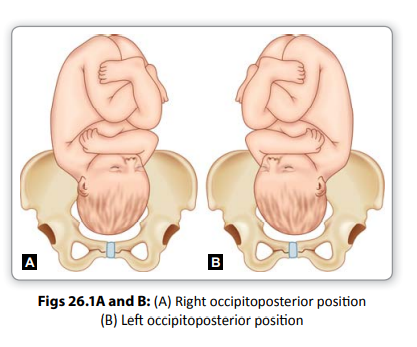 A
B
Figs 26.1A and B: (A) Right occipitoposterior position
(B) Left occipitoposterior position